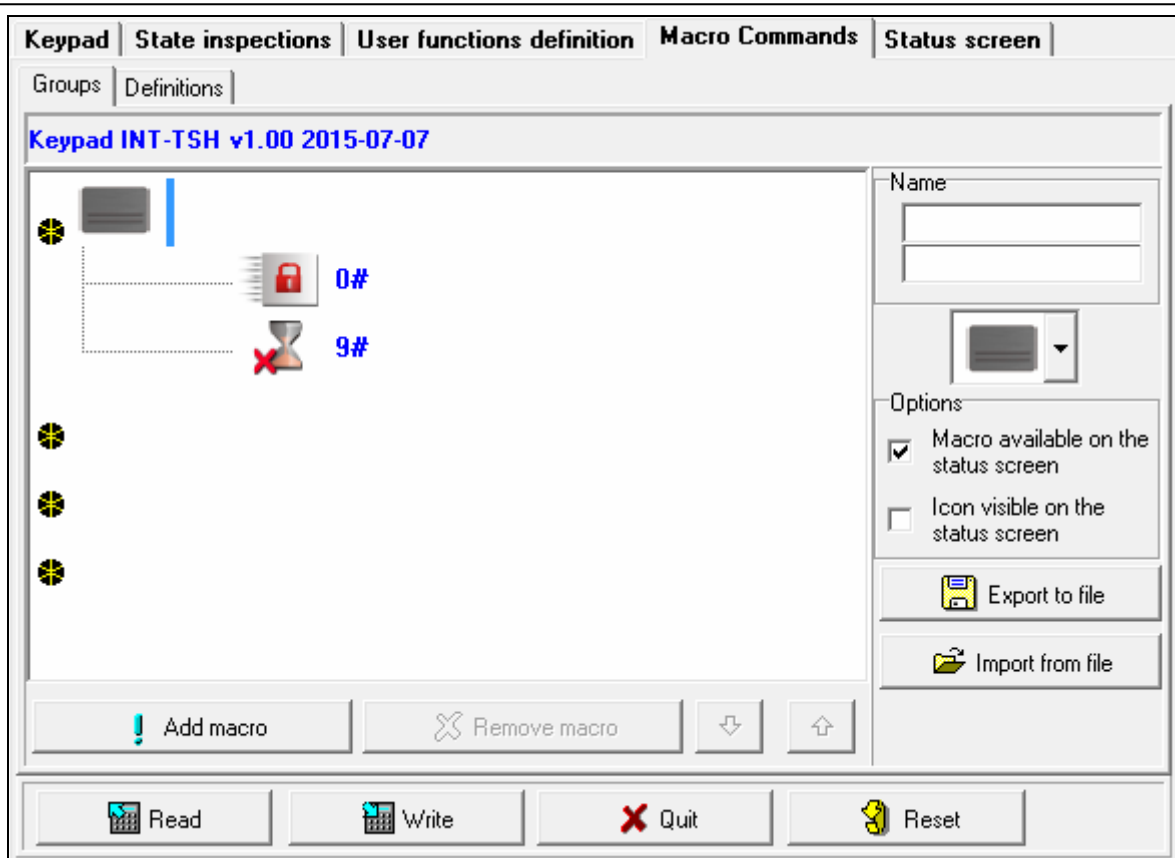 Keypad State inspections User functions definition Macro Commands Status screen
Groups Definitions
Keypad INT-TSH v1.00 2015-07-07
Name
0#
9#
Options
Macro available on the
status screen
Icon visible on the
status screen
Export to file
Import from file
Add macro Remove macro
Read Write Quit Reset